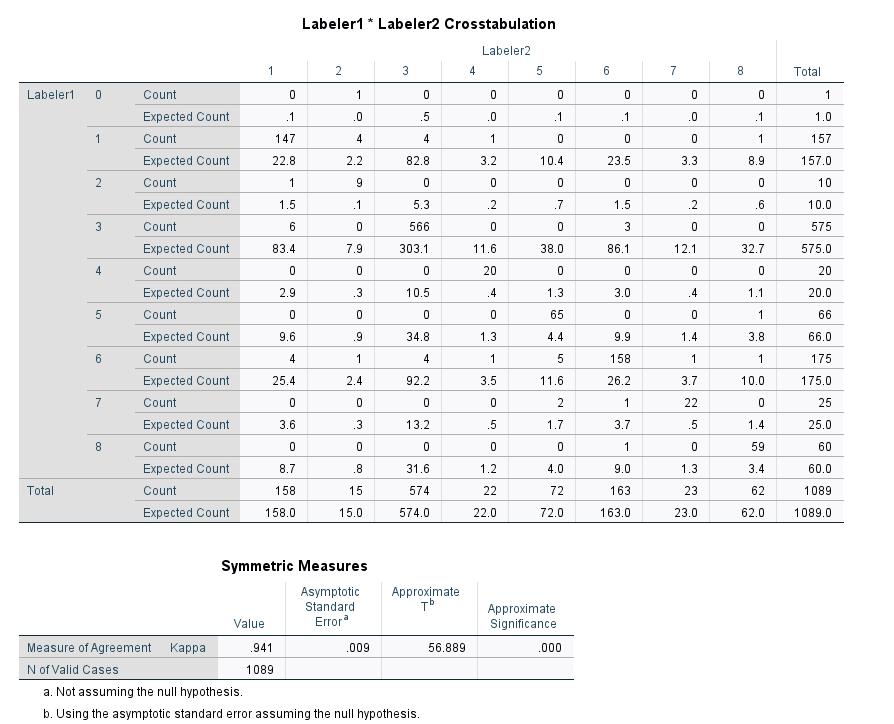 Labeler1 * Labeler2 Crosstabulation
Labeler2
1 2 3 4 5 6 7 8 Total
Labeler1 0 Count 0 1 0 0 0 0 0 0 1
Expected Count .1 .0 .5 .0 .1 .1 .0 .1 1.0
1 Count 147 4 4 1 0 0 0 1 157
Expected Count 22.8 2.2 82.8 3.2 10.4 23.5 3.3 8.9 157.0
2 Count 1 9 0 0 0 0 0 0 10
Expected Count 1.5 .1 5.3 .2 .7 1.5 .2 .6 10.0
3 Count 6 0 566 0 0 3 0 0 575
Expected Count 83.4 7.9 303.1 11.6 38.0 86.1 12.1 32.7 575.0
4 Count 0 0 0 20 0 0 0 0 20
Expected Count 2.9 .3 10.5 .4 1.3 3.0 .4 1.1 20.0
5 Count 0 0 0 0 65 0 0 1 66
Expected Count 9.6 .9 34.8 1.3 4.4 9.9 1.4 3.8 66.0
6 Count 4 1 4 1 5 158 1 1 175
Expected Count 25.4 2.4 92.2 3.5 11.6 26.2 3.7 10.0 175.0
7 Count 0 0 0 0 2 1 22 0 25
Expected Count 3.6 .3 13.2 .5 1.7 3.7 .5 1.4 25.0
8 Count 0 0 0 0 0 1 0 59 60
Expected Count 8.7 .8 31.6 1.2 4.0 9.0 1.3 3.4 60.0
Total Count 158 15 574 22 72 163 23 62 1089
Expected Count 158.0 15.0 574.0 22.0 72.0 163.0 23.0 62.0 1089.0
Symmetric Measures
Value Asymptotic Standard Error a Approximate T b Approximate Significance
Measure of Agreement Kappa .941 .009 56.889 .000
N of Valid Cases 1089
a. Not assuming the null hypothesis.
b. Using the asymptotic standard error assuming the null hypothesis.